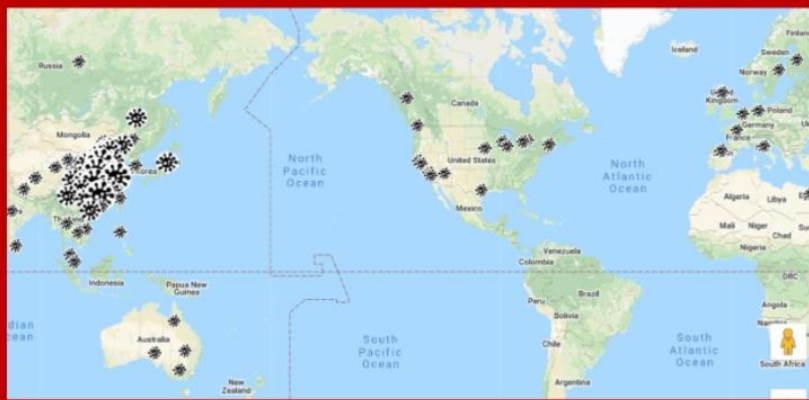 Iceland
Finland
Sweden
Norway
Russia
Canada
United
Kingdom
Poland
Germany
France
Mongolia
North
Pacific
Ocean
United States
North
Atlantic
Ocean
Mexico
Algeria
Libya
Mali
Niger
Chad
Nigeria
Venezuela
Colombia
DRC
Indonesia
Papua New
Guinea
Peru
Brazil
Angola
Bolivia
Australia
South
Pacific
Ocean
Chile
South
Atlantic
Ocean
South Africa
New
Zealand
Argentina